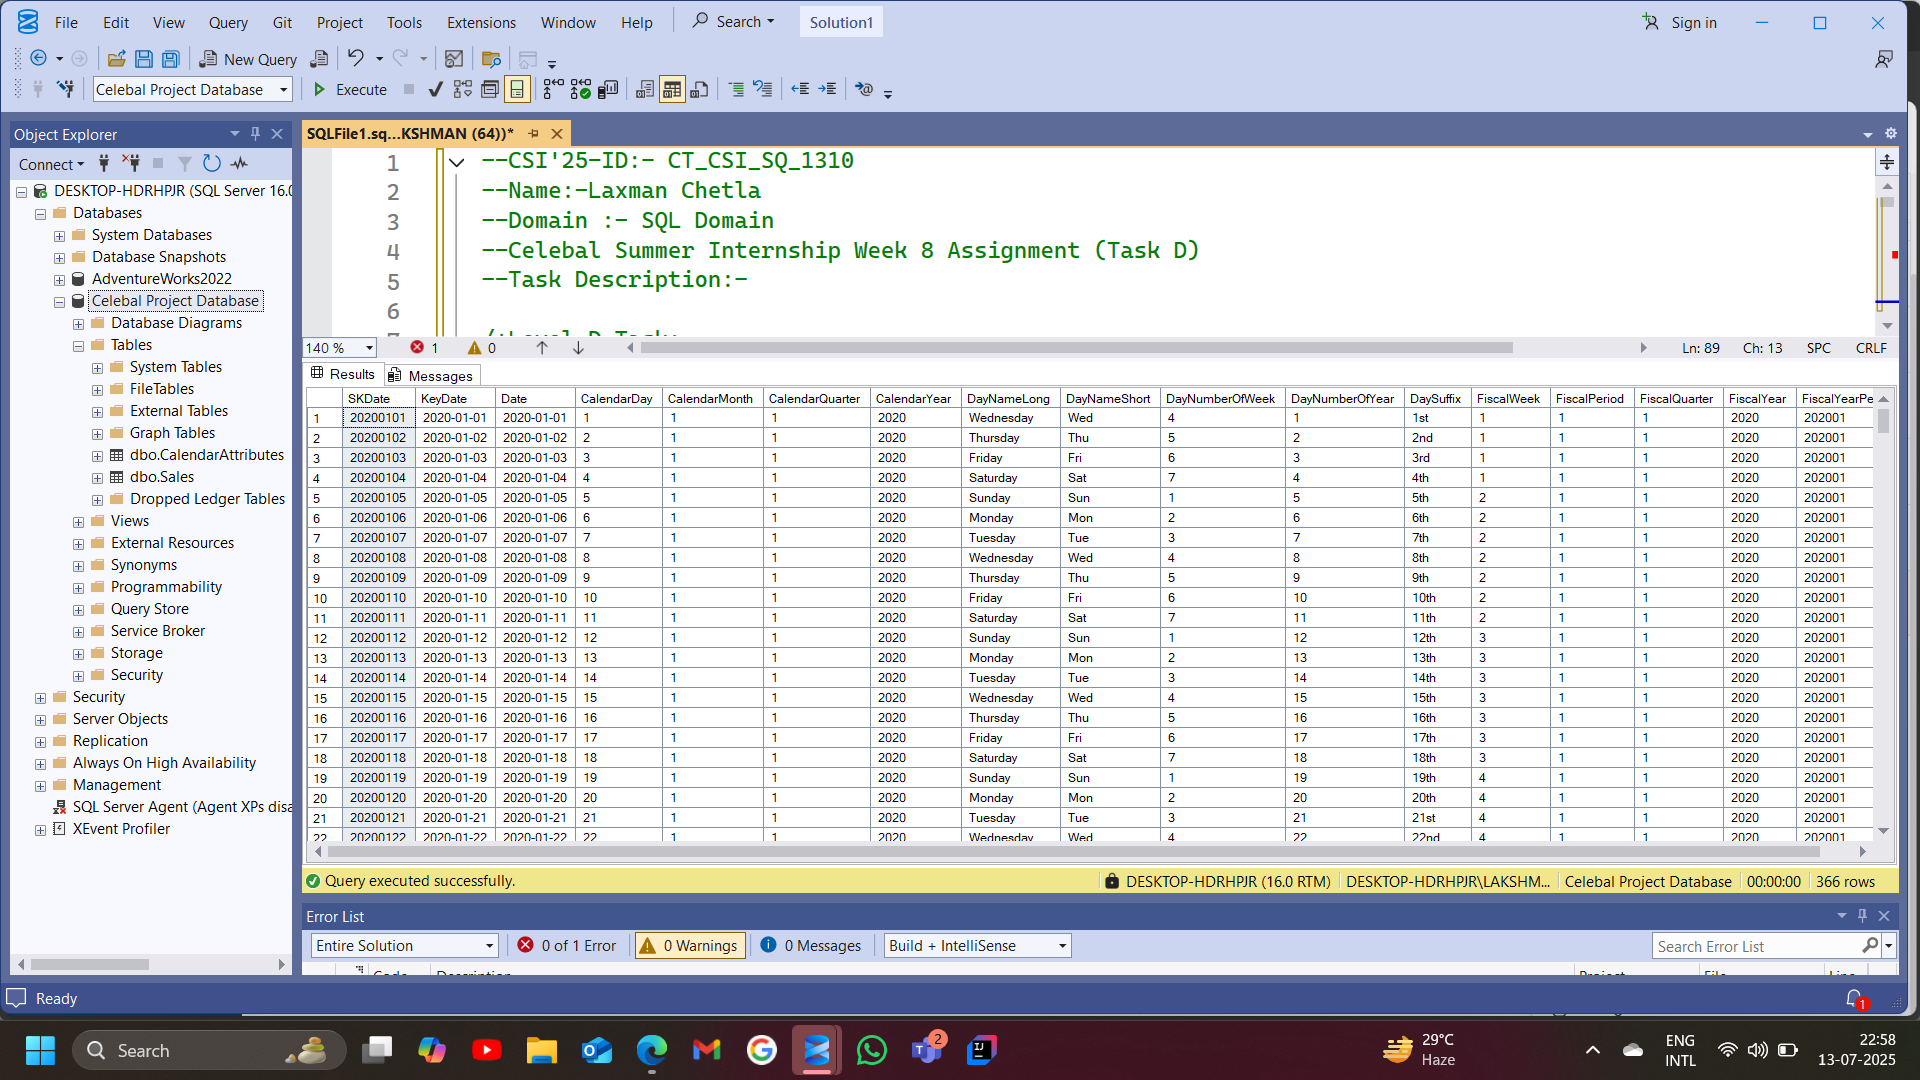 File Edit View Query Git Project Tools Extensions Window Help Search Solution1 Sign in
New Query
Celebal Project Database Execute
Object Explorer
Connect
DESKTOP-HDRHPJR (SQL Server 16.0
Databases
System Databases
Database Snapshots
AdventureWorks2022
Celebal Project Database
Database Diagrams
Tables
System Tables
FileTables
External Tables
Graph Tables
dbo.CalendarAttributes
dbo.Sales
Dropped Ledger Tables
Views
External Resources
Synonyms
Programmability
Query Store
Service Broker
Storage
Security
Security
Server Objects
Replication
Always On High Availability
Management
SQL Server Agent (Agent XPs disa
XEvent Profiler
SQLFile1.sq...KSHMAN (64))*
1 --CSI'25-ID:- CT_CSI_SQ_1310
2 --Name:-Laxman Chetla
3 --Domain :- SQL Domain
4 --Celebal Summer Internship Week 8 Assignment (Task D)
5 --Task Description:-
6
140 % 1 0 Ln: 89 Ch: 13 SPC CRLF
Results Messages
SKDate KeyDate Date CalendarDay CalendarMonth CalendarQuarter CalendarYear DayNameLong DayNameShort DayNumberOfWeek DayNumberOfYear DaySuffix FiscalWeek FiscalPeriod FiscalQuarter FiscalYear FiscalYearPe
1 20200101 2020-01-01 2020-01-01 1 1 1 2020 Wednesday Wed 4 1 1st 1 1 1 2020 202001
2 20200102 2020-01-02 2020-01-02 2 1 1 2020 Thursday Thu 5 2 2nd 1 1 1 2020 202001
3 20200103 2020-01-03 2020-01-03 3 1 1 2020 Friday Fri 6 3 3rd 1 1 1 2020 202001
4 20200104 2020-01-04 2020-01-04 4 1 1 2020 Saturday Sat 7 4 4th 1 1 1 2020 202001
5 20200105 2020-01-05 2020-01-05 5 1 1 2020 Sunday Sun 1 5 5th 2 1 1 2020 202001
6 20200106 2020-01-06 2020-01-06 6 1 1 2020 Monday Mon 2 6 6th 2 1 1 2020 202001
7 20200107 2020-01-07 2020-01-07 7 1 1 2020 Tuesday Tue 3 7 7th 2 1 1 2020 202001
8 20200108 2020-01-08 2020-01-08 8 1 1 2020 Wednesday Wed 4 8 8th 2 1 1 2020 202001
9 20200109 2020-01-09 2020-01-09 9 1 1 2020 Thursday Thu 5 9 9th 2 1 1 2020 202001
10 20200110 2020-01-10 2020-01-10 10 1 1 2020 Friday Fri 6 10 10th 2 1 1 2020 202001
11 20200111 2020-01-11 2020-01-11 11 1 1 2020 Saturday Sat 7 11 11th 2 1 1 2020 202001
12 20200112 2020-01-12 2020-01-12 12 1 1 2020 Sunday Sun 1 12 12th 3 1 1 2020 202001
13 20200113 2020-01-13 2020-01-13 13 1 1 2020 Monday Mon 2 13 13th 3 1 1 2020 202001
14 20200114 2020-01-14 2020-01-14 14 1 1 2020 Tuesday Tue 3 14 14th 3 1 1 2020 202001
15 20200115 2020-01-15 2020-01-15 15 1 1 2020 Wednesday Wed 4 15 15th 3 1 1 2020 202001
16 20200116 2020-01-16 2020-01-16 16 1 1 2020 Thursday Thu 5 16 16th 3 1 1 2020 202001
17 20200117 2020-01-17 2020-01-17 17 1 1 2020 Friday Fri 6 17 17th 3 1 1 2020 202001
18 20200118 2020-01-18 2020-01-18 18 1 1 2020 Saturday Sat 7 18 18th 3 1 1 2020 202001
19 20200119 2020-01-19 2020-01-19 19 1 1 2020 Sunday Sun 1 19 19th 4 1 1 2020 202001
20 20200120 2020-01-20 2020-01-20 20 1 1 2020 Monday Mon 2 20 20th 4 1 1 2020 202001
21 20200121 2020-01-21 2020-01-21 21 1 1 2020 Tuesday Tue 3 21 21st 4 1 1 2020 202001
22 20200122 2020-01-22 2020-01-22 22 1 1 2020 Wednesday Wed 4 22 22nd 4 1 1 2020 202001
Query executed successfully. DESKTOP-HDRHPJR (16.0 RTM) DESKTOP-HDRHPJR\LAKSHM... Celebal Project Database 00:00:00 366 rows
Error List
Entire Solution 0 of 1 Error 0 Warnings 0 Messages Build + IntelliSense Search Error List
Ready 1
Search 2 29°C ENG 22:58
Haze INTL 13-07-2025